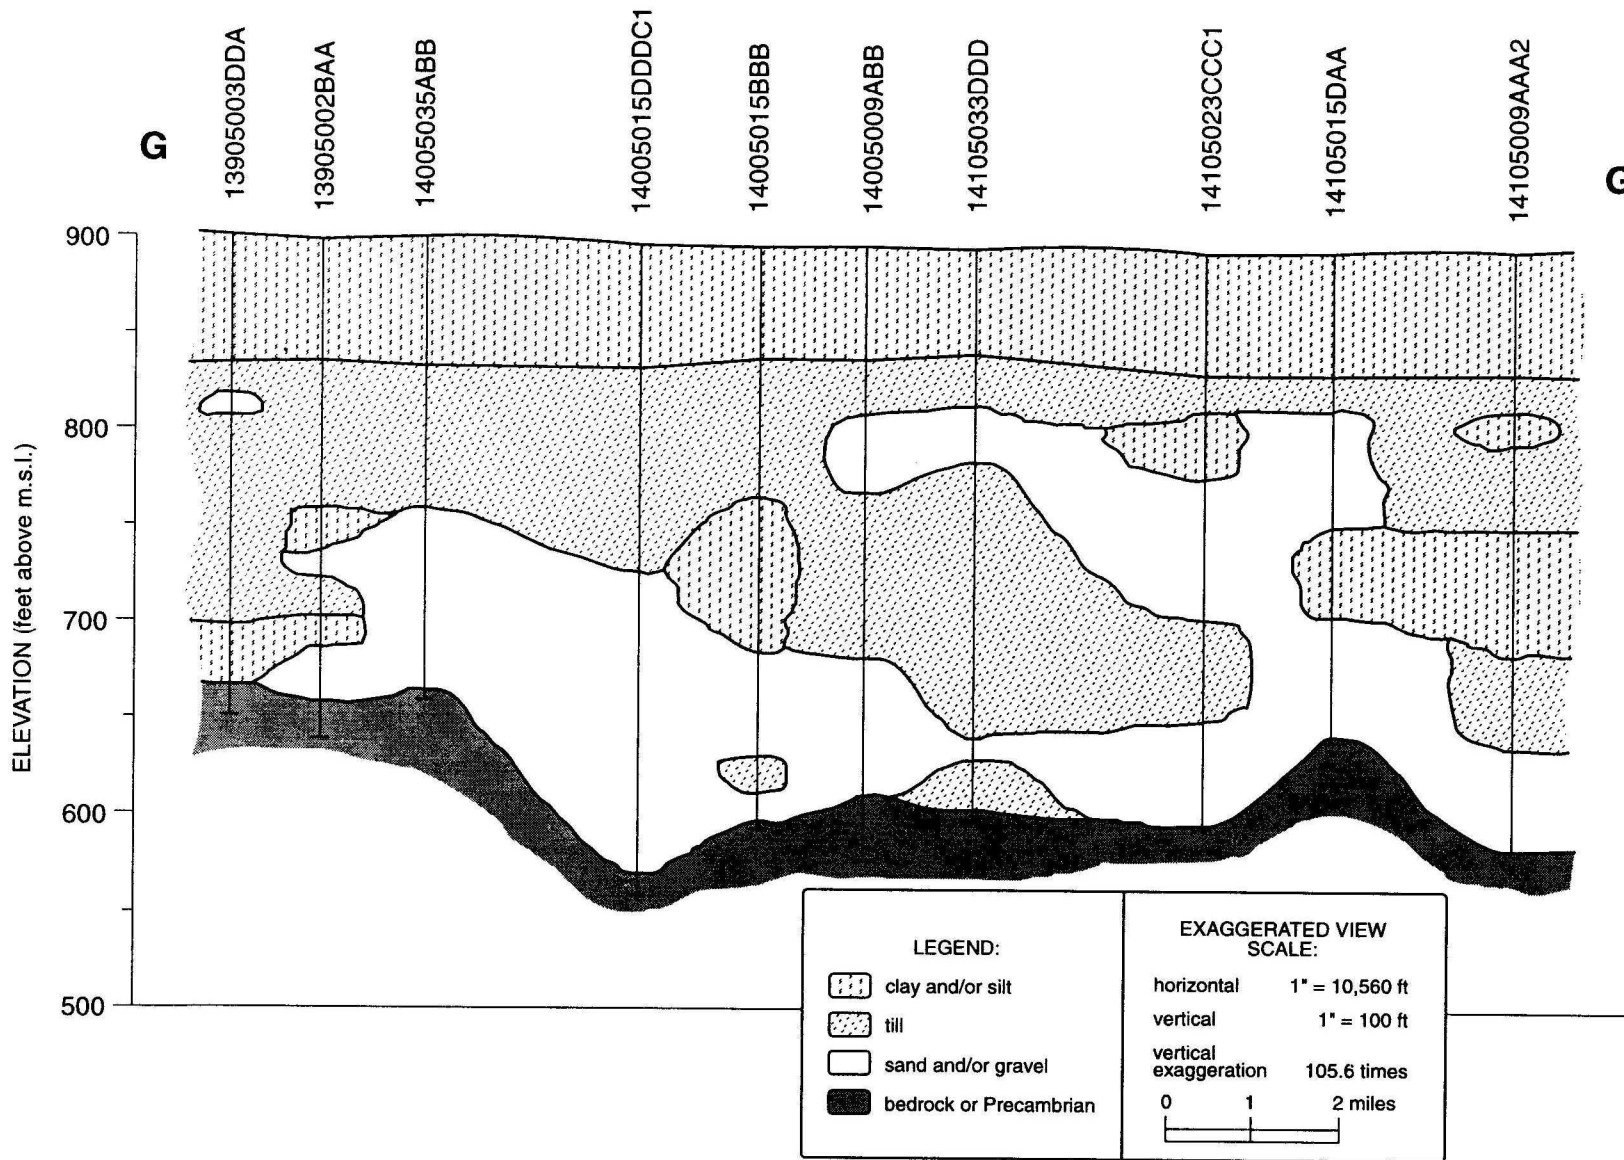 G
13905003DDA
13905002BAA
14005035ABB
14005015DDDC1
14005015BBB
14005009ABB
14105033DDD
14105023CCC1
14105015DAA
14105009AAA2
G
ELEVATION (feet above m.s.l.)
900
800
700
600
500
LEGEND:
clay and/or silt
till
sand and/or gravel
bedrock or Precambrian
EXAGGERATED VIEW
SCALE:
horizontal 1" = 10,560 ft
vertical 1" = 100 ft
vertical
exaggeration 105.6 times
0 1 2 miles